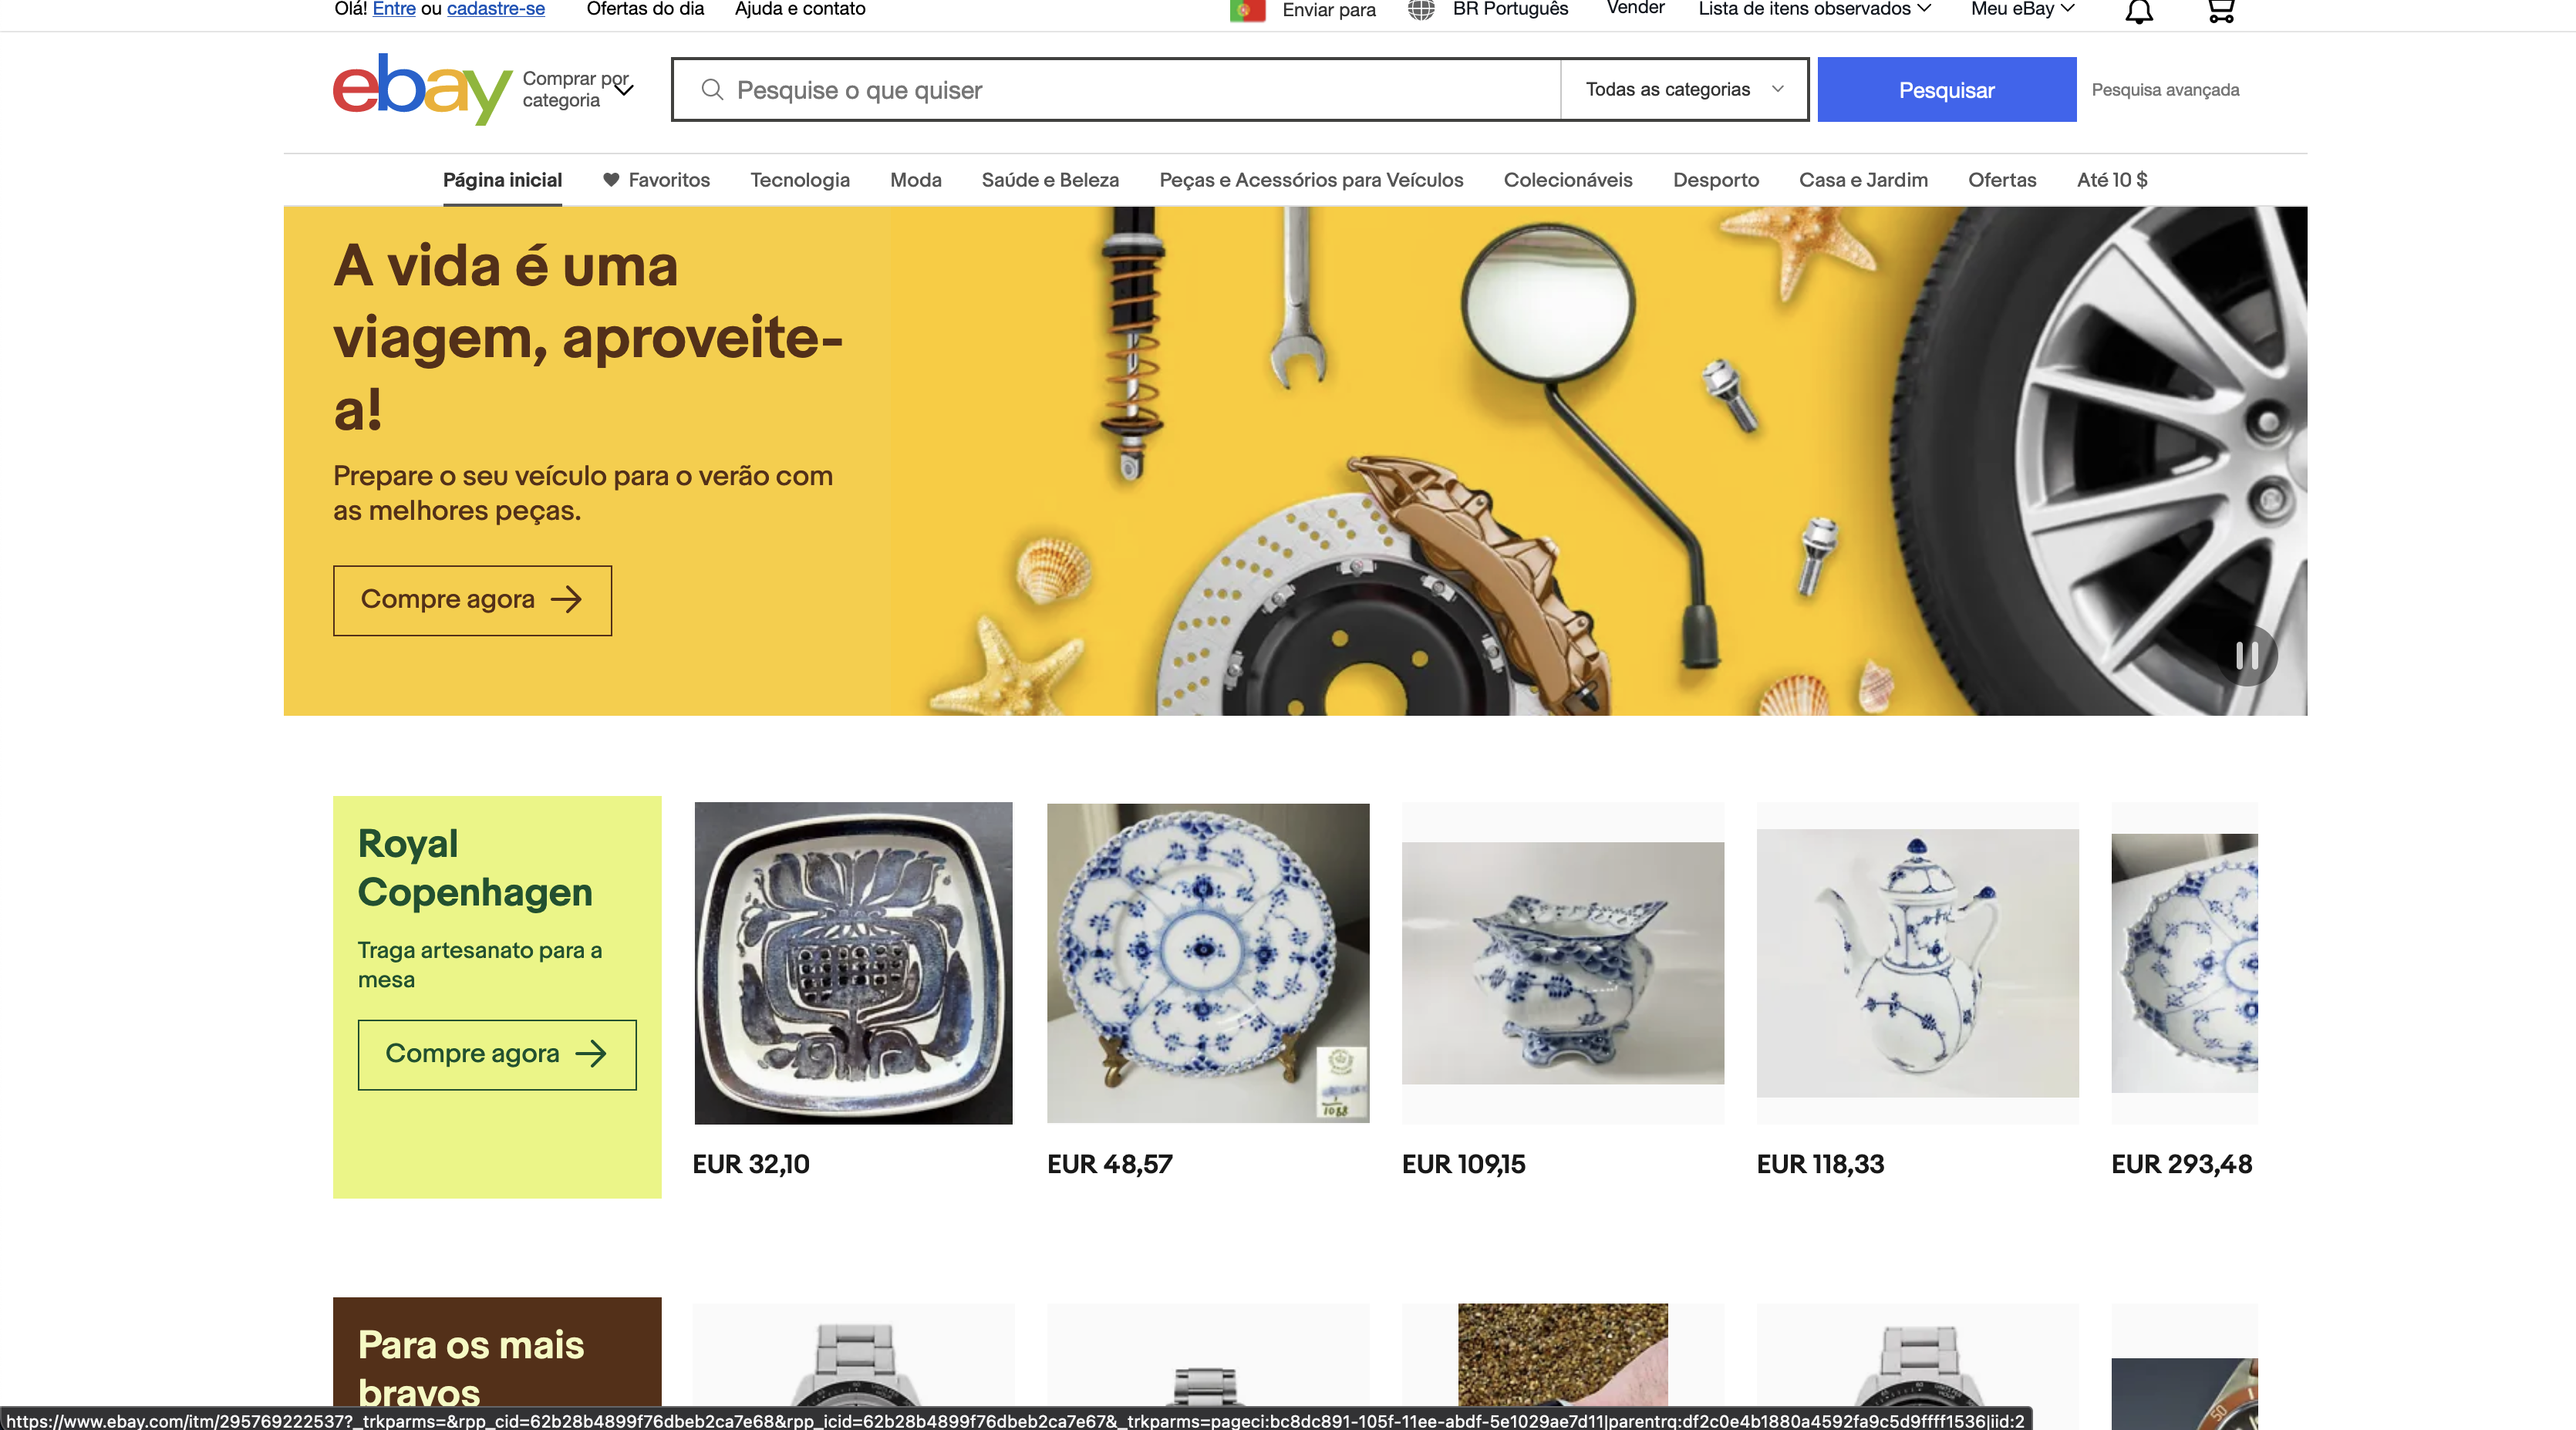 Olá! Entre ou cadastre-se Ofertas do dia Ajuda e contato Enviar para BR Português Vender Lista de itens observados Meu eBay
ebay
Comprar por
categoria
Pesquise o que quiser Todas as categorias Pesquisar Pesquisa avançada
Página inicial Favoritos Tecnologia Moda Saúde e Beleza Peças e Acessórios para Veículos Colecionáveis Desporto Casa e Jardim Ofertas Até 10 $
A vida é uma
viagem, aproveite-
a!
Prepare o seu veículo para o verão com
as melhores peças.
Compre agora
Royal
Copenhagen
Traga artesanato para a
mesa
Compre agora
1088
EUR 32,10 EUR 48,57 EUR 109,15 EUR 118,33 EUR 293,48
Para os mais
bravos
50
https://www.ebay.com/itm/295769222537?_trkparms=&rpp_cid=62b28b4899f76dbeb2ca7e68&rpp_icid=62b28b4899f76dbeb2ca7e67&_trkparms=pageci:bc8dc891-105f-11ee-abdf-5e1029ae7d11|parentrq:df2c0e4b1880a4592fa9c5d9ffff1536|iid:2